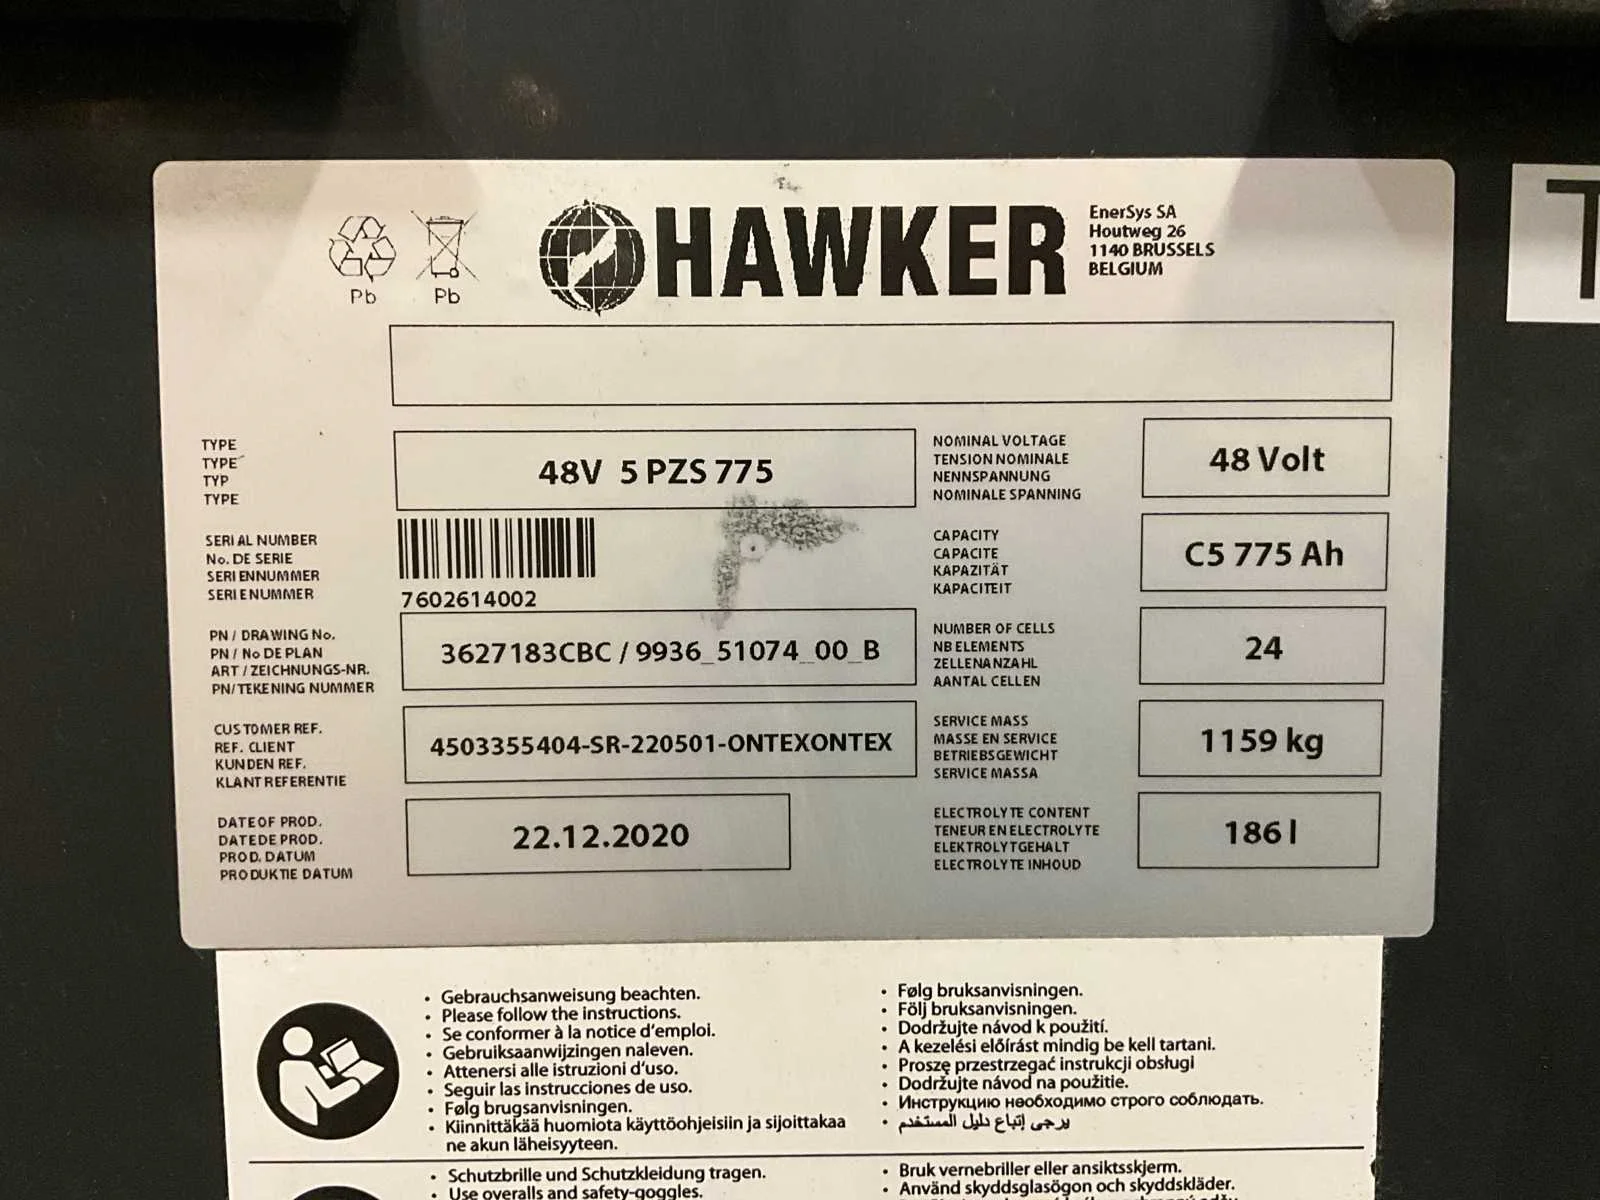 Pb
Pb
HAWKER
EnerSys SA
Houtweg 26
1140 BRUSSELS
BELGIUM
TYPE
TYPE
TYP
TYPE
48V 5 PZS 775
NOMINAL VOLTAGE
TENSION NOMINALE
NENNSPANNUNG
NOMINALE SPANNING
48 Volt
SERIAL NUMBER
No. DE SERIE
SERIENNUMMER
SERIENUMMER
7602614002
CAPACITY
CAPACITE
KAPAZITÄT
KAPACITEIT
C5 775 Ah
PN / DRAWING No.
PN / No DE PLAN
ART / ZEICHNUNGS-NR.
PN/TEKENING NUMMER
3627183CBC / 9936_51074_00_B
NUMBER OF CELLS
NB ELEMENTS
ZELLENANZAHL
AANTAL CELLEN
24
CUSTOMER REF.
REF. CLIENT
KUNDEN REF.
KLANT REFERENTIE
4503355404-SR-220501-ONTEXONTEX
SERVICE MASS
MASSE EN SERVICE
BETRIEBSGEWICHT
SERVICE MASSA
1159 kg
DATE OF PROD.
DATE DE PROD.
PROD. DATUM
PRODUKTIE DATUM
22.12.2020
ELECTROLYTE CONTENT
TENEUR EN ELECTROLYTE
ELEKTROLYTGEHALT
ELECTROLYTE INHOUD
186 l
T
• Gebrauchsanweisung beachten.
• Please follow the instructions.
• Se conformer à la notice d'emploi.
• Gebruiksaanwijzingen naleven.
• Attenersi alle istruzioni d'uso.
• Seguir las instrucciones de uso.
• Følg brugsanvisningen.
• Kiinnittäkää huomiota käyttöohjeisiin ja sijoittakaa
ne akun läheisyyteen.
• Følg bruksanvisningen.
• Följ bruksanvisningen.
• Dodržujte návod k použití.
• A kezelési előírást mindig be kell tartani.
• Proszę przestrzegać instrukcji obsługi
• Dodržujte návod na použitie.
• Инструкцию необходимо строго соблюдать.
• يرجى إتباع دليل المستخدم
• Schutzbrille und Schutzkleidung tragen.
• Use overalls and safety-goggles.
• Bruk vernebriller eller ansiktsskjerm.
• Använd skyddsglasögon och skyddskläder.